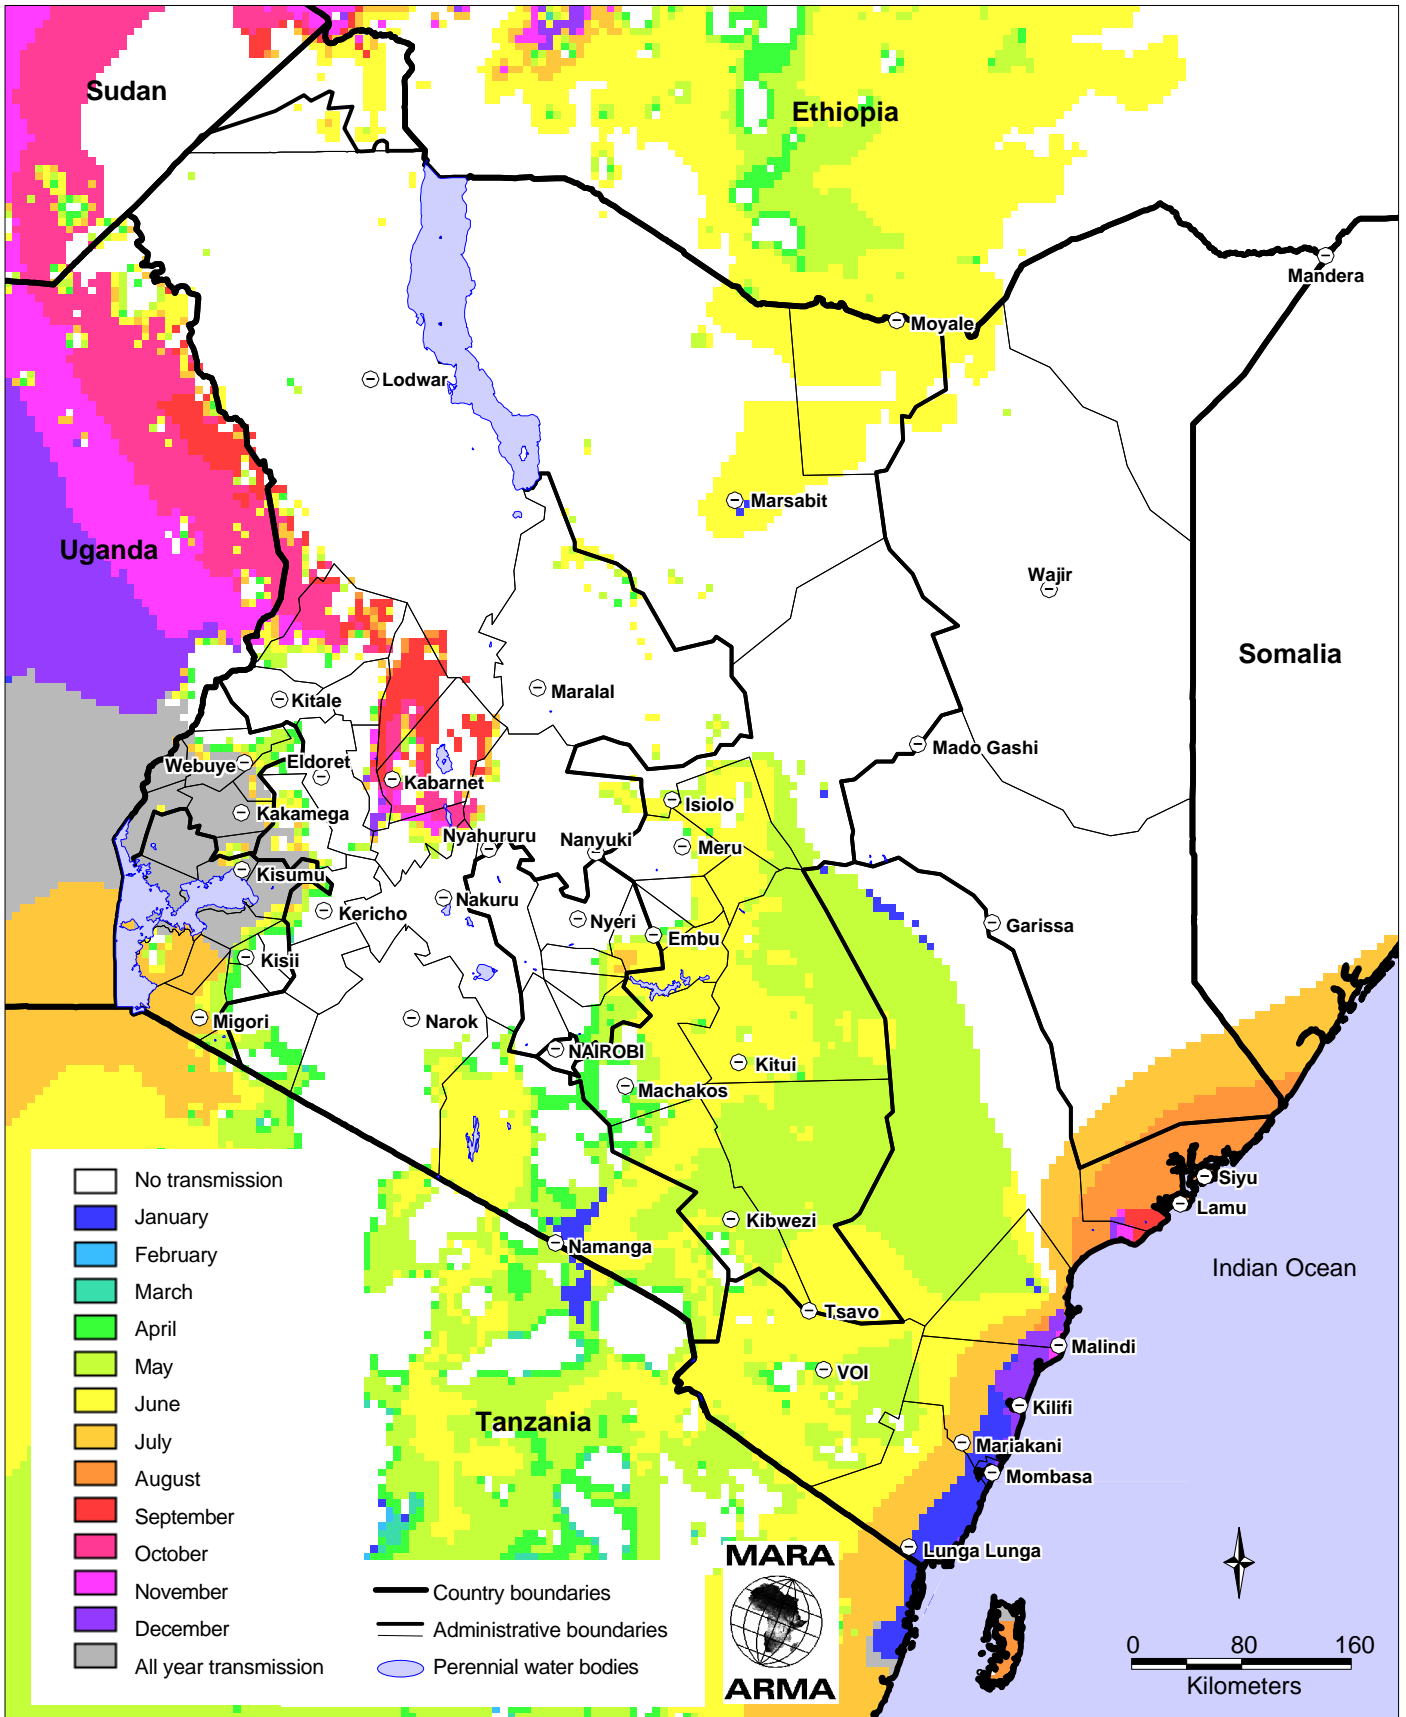 Sudan
Ethiopia
Mandera
Moyale
Lodwar
Marsabit
Uganda
Wajir
Somalia
Kitale
Maralal
Mado Gashi
Webuye
Eldoret
Kabarnet
Isiolo
Kakamega
Nyahururu
Nanyuki
Meru
Kisumu
Nakuru
Kericho
Nyeri
Garissa
Embu
Kisii
Migori
Narok
NAIROBI
Kitui
Machakos
Siyu
Lamu
Kibwezi
Namanga
Indian Ocean
Tsavo
Malindi
VOI
Kilifi
Tanzania
Mariakani
Mombasa
Lunga Lunga
No transmission
January
February
March
April
May
June
July
August
September
October
November
December
All year transmission
Country boundaries
Administrative boundaries
Perennial water bodies
MARA
ARMA
0 80 160
Kilometers